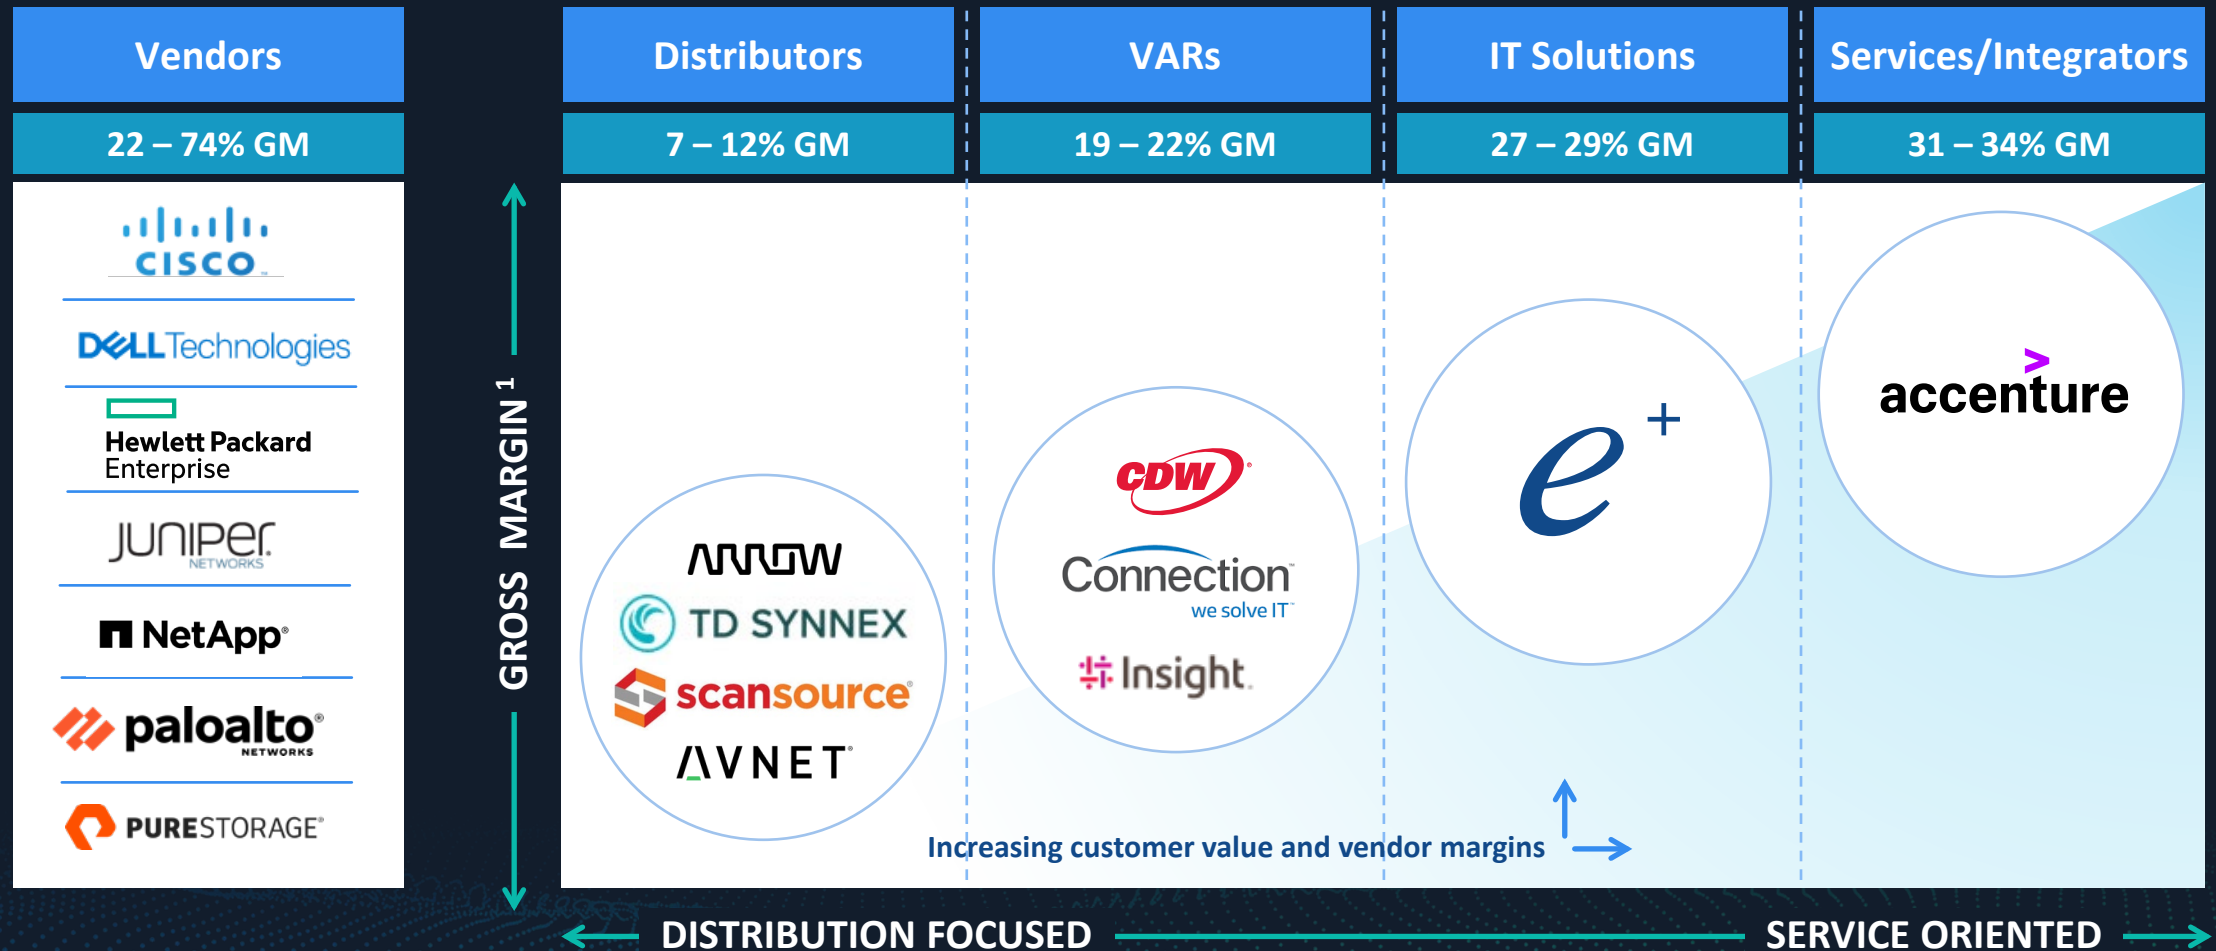 Vendors
22 – 74% GM
CISCO
DELL Technologies
Hewlett Packard
Enterprise
JUNIPER
NETWORKS
NetApp
paloalto
NETWORKS
PURESTORAGE
GROSS MARGIN 1
Distributors
7 – 12% GM
ARROW
TD SYNNEX
scansource
AVNET
VARs
19 – 22% GM
CDW
Connection
we solve IT
Insight
IT Solutions
27 – 29% GM
e+
Services/Integrators
31 – 34% GM
accenture
Increasing customer value and vendor margins
DISTRIBUTION FOCUSED
SERVICE ORIENTED